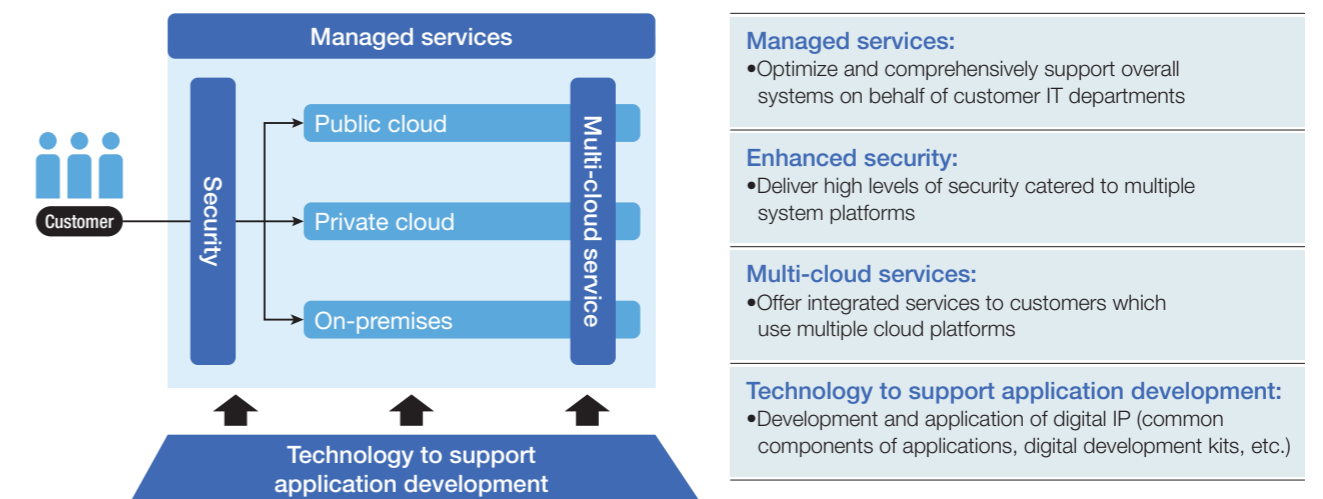 Managed services
Customer
Security
Public cloud
Private cloud
On-premises
Multi-cloud service
Technology to support
application development
Managed services:
•Optimize and comprehensively support overall
systems on behalf of customer IT departments
Enhanced security:
•Deliver high levels of security catered to multiple
system platforms
Multi-cloud services:
•Offer integrated services to customers which
use multiple cloud platforms
Technology to support application development:
•Development and application of digital IP (common
components of applications, digital development kits, etc.)